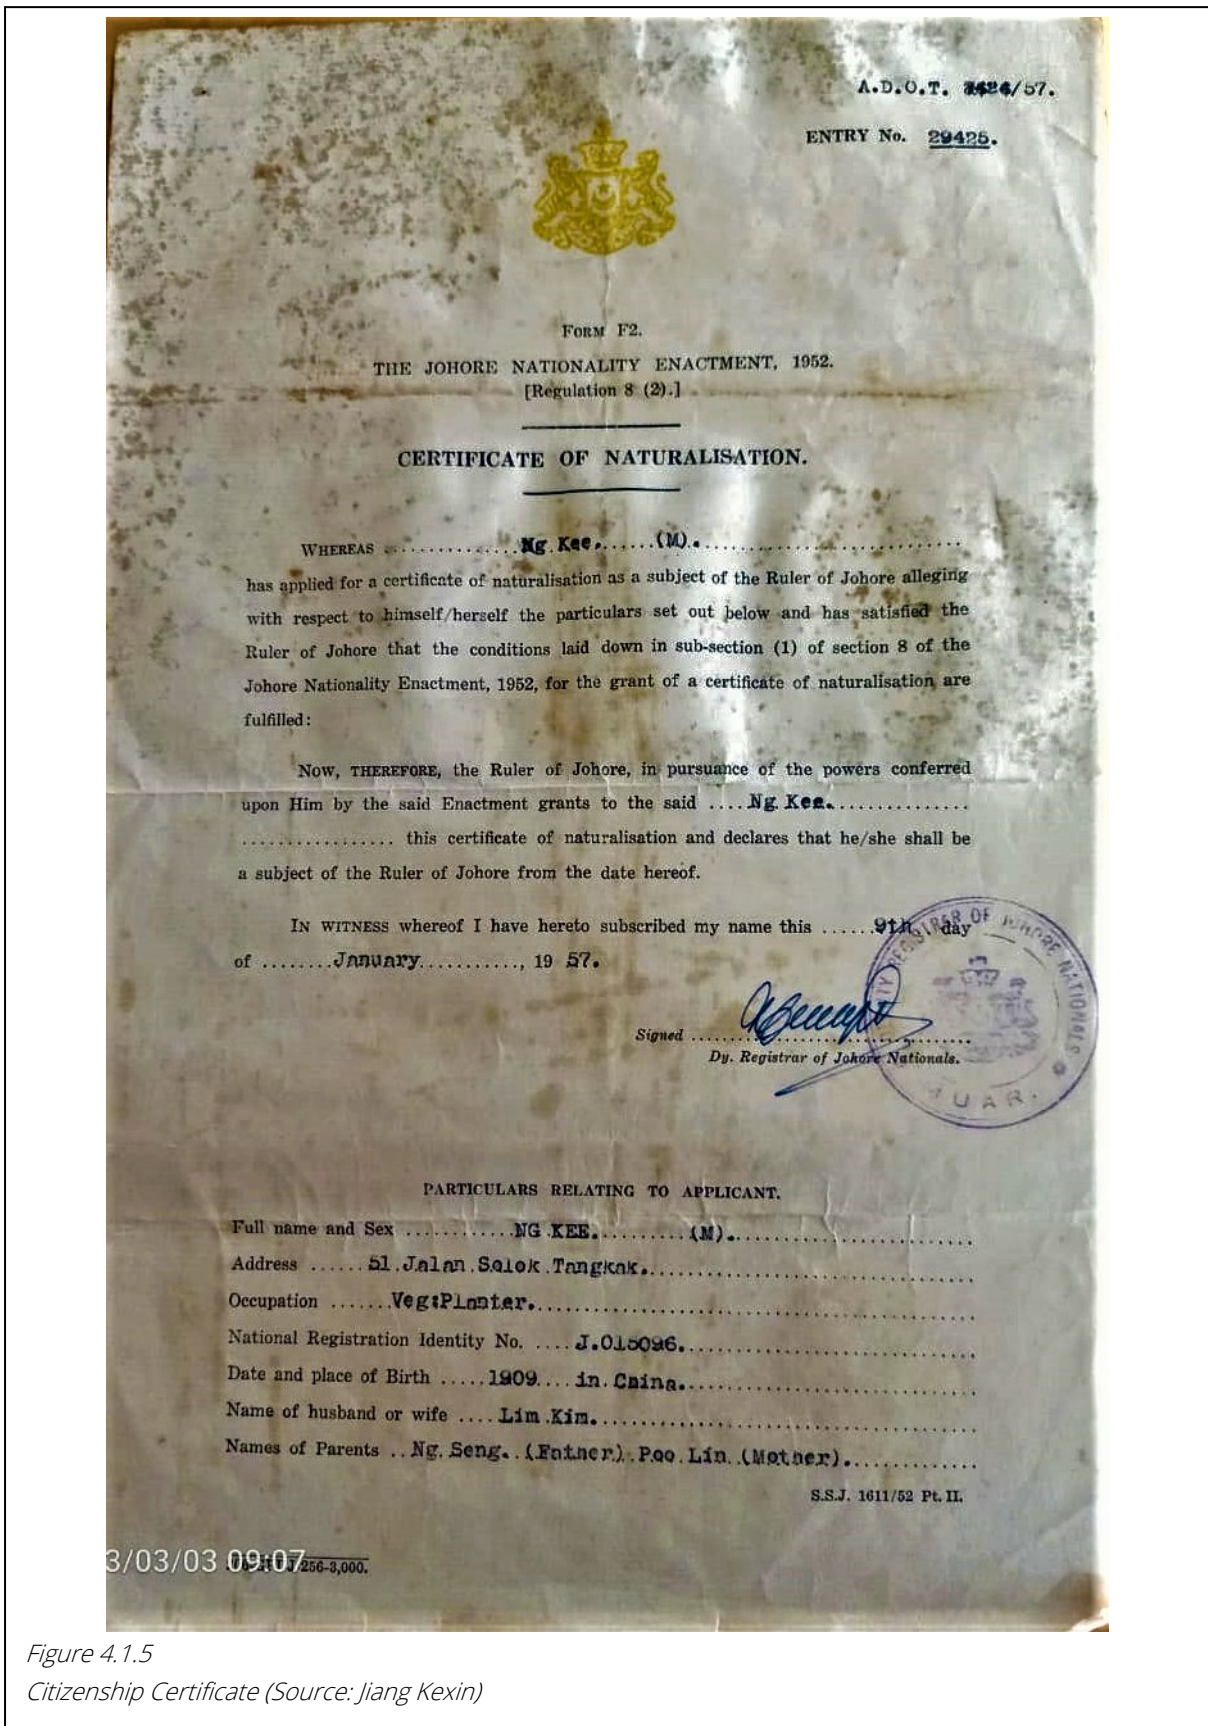 A.D.O.T. /57.
ENTRY No. 29425.
FORM F2.
THE JOHORE NATIONALITY ENACTMENT, 1952.
[Regulation 8 (2).]
CERTIFICATE OF NATURALISATION.
WHEREAS ................Ng Kee.......(M).............................
has applied for a certificate of naturalisation as a subject of the Ruler of Johore alleging
with respect to himself/herself the particulars set out below and has satisfied the
Ruler of Johore that the conditions laid down in sub-section (1) of section 8 of the
Johore Nationality Enactment, 1952, for the grant of a certificate of naturalisation are
fulfilled:
NOW, THEREFORE, the Ruler of Johore, in pursuance of the powers conferred
upon Him by the said Enactment grants to the said ....Ng Kee................
................. this certificate of naturalisation and declares that he/she shall be
a subject of the Ruler of Johore from the date hereof.
IN WITNESS whereof I have hereto subscribed my name this ......9th day
of ........January..........., 19 57.
Signed ................................
Dy. Registrar of Johore Nationals.
REGISTRAR OF JOHORE NATIONALS
MUAR.
PARTICULARS RELATING TO APPLICANT.
Full name and Sex ............NG KEE..........(M)..........................
Address ......51 Jalan Solok Tangkak....................................
Occupation .......Veg:Planter................................................
National Registration Identity No. ....J.015096..............................
Date and place of Birth .....1909....in China................................
Name of husband or wife ....Lim Kim..........................................
Names of Parents ..Ng Seng..(Father).Poo Lin.(Mother)..............
S.S.J. 1611/52 Pt. II.
3/03/03 09:07
256-3,000.
Figure 4.1.5
Citizenship Certificate (Source: Jiang Kexin)